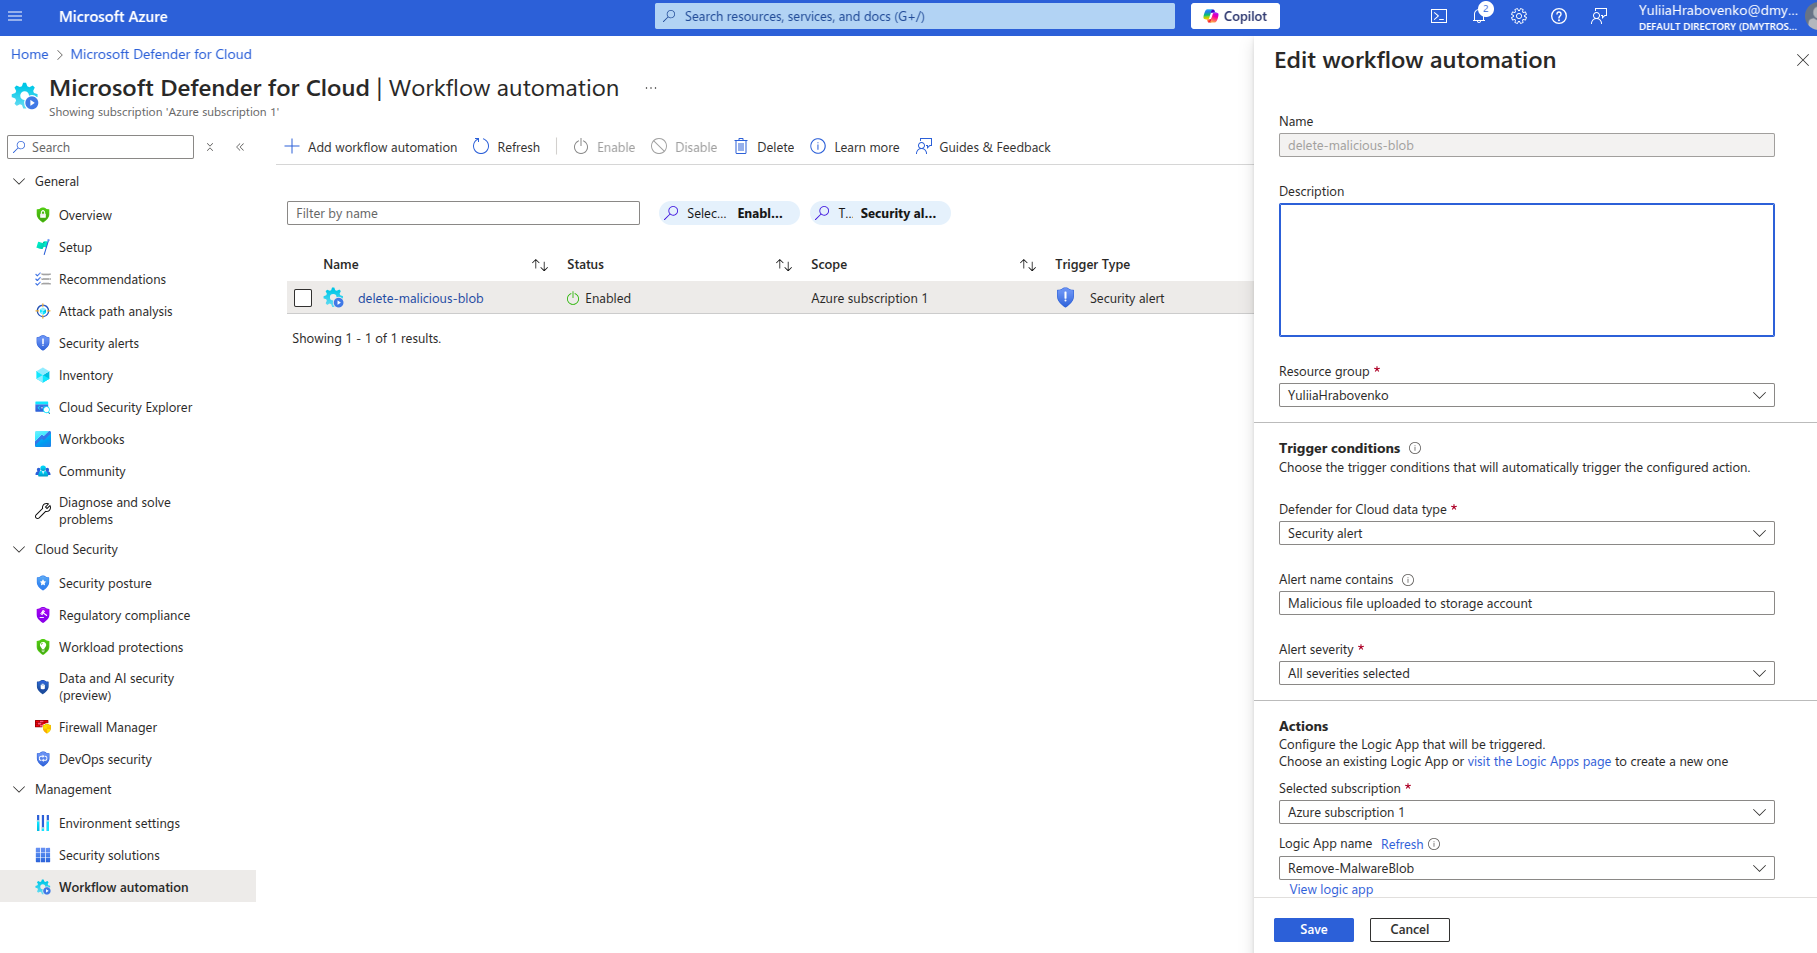 Microsoft Azure
Search resources, services, and docs (G+/)
Copilot
2
YuliiaHrabovenko@dmy...
DEFAULT DIRECTORY (DMYTROS...
Home > Microsoft Defender for Cloud
Microsoft Defender for Cloud | Workflow automation ...
Showing subscription 'Azure subscription 1'
Search
General
Overview
Setup
Recommendations
Attack path analysis
Security alerts
Inventory
Cloud Security Explorer
Workbooks
Community
Diagnose and solve
problems
Cloud Security
Security posture
Regulatory compliance
Workload protections
Data and AI security
(preview)
Firewall Manager
DevOps security
Management
Environment settings
Security solutions
Workflow automation
Add workflow automation Refresh Enable Disable Delete Learn more Guides & Feedback
Filter by name
Selec... Enabl...
T... Security al...
Name Status Scope Trigger Type
delete-malicious-blob Enabled Azure subscription 1 Security alert
Showing 1 - 1 of 1 results.
Edit workflow automation
Name
delete-malicious-blob
Description
Resource group *
YuliiaHrabovenko
Trigger conditions
Choose the trigger conditions that will automatically trigger the configured action.
Defender for Cloud data type *
Security alert
Alert name contains
Malicious file uploaded to storage account
Alert severity *
All severities selected
Actions
Configure the Logic App that will be triggered.
Choose an existing Logic App or visit the Logic Apps page to create a new one
Selected subscription *
Azure subscription 1
Logic App name Refresh
Remove-MalwareBlob
View logic app
Save Cancel